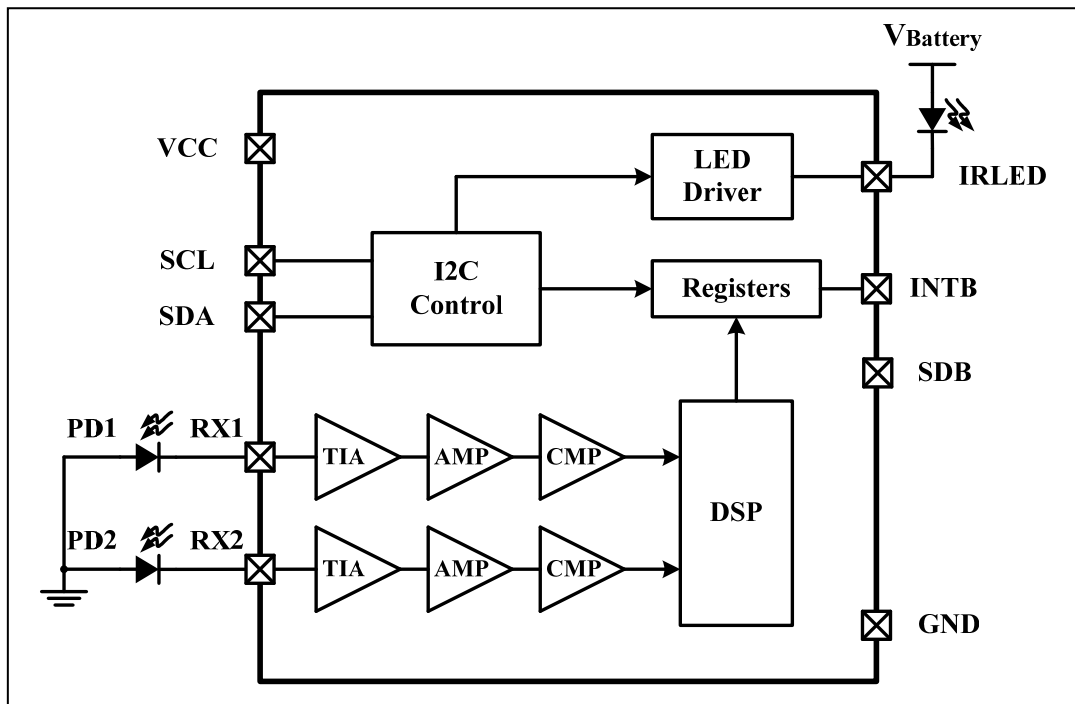 VBattery
VCC
LED
Driver
IRLED
SCL
I2C
Control
Registers
INTB
SDA
SDB
PD1
RX1
TIA
AMP
CMP
DSP
PD2
RX2
TIA
AMP
CMP
GND